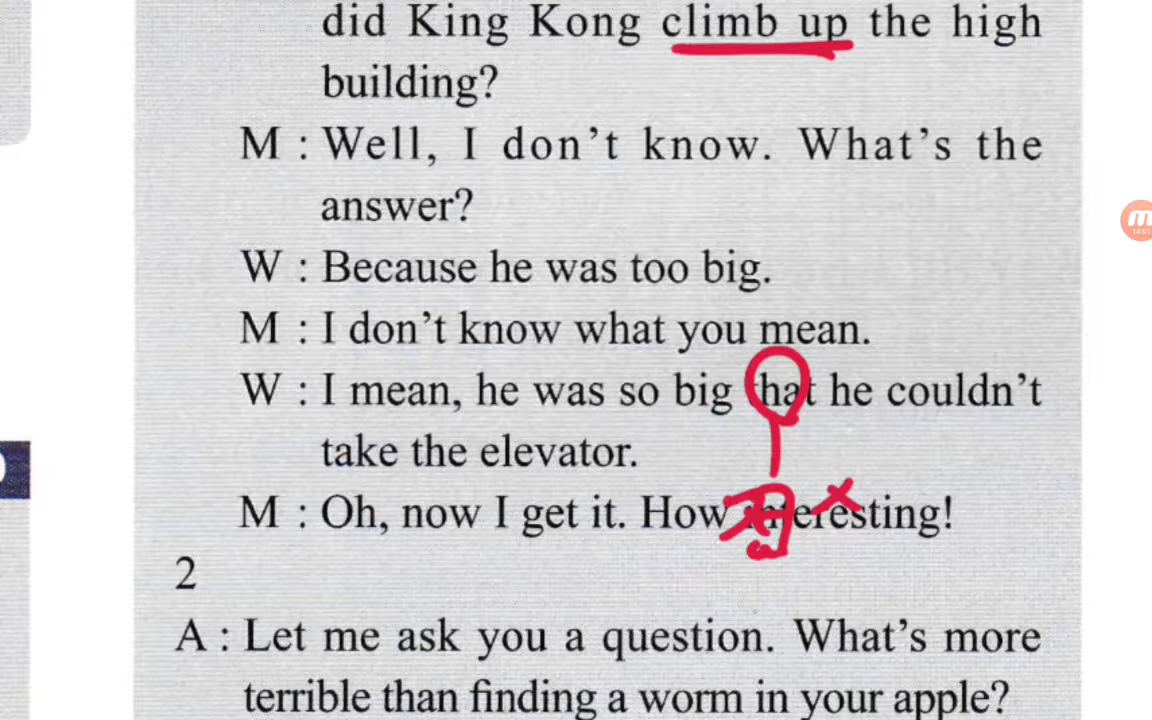 did King Kong climb up the high
building?
M : Well, I don't know. What's the
answer?
W : Because he was too big.
M : I don't know what you mean.
W : I mean, he was so big that he couldn't
take the elevator.
M : Oh, now I get it. How interesting!
2
A : Let me ask you a question. What's more
terrible than finding a worm in your apple?
14:01